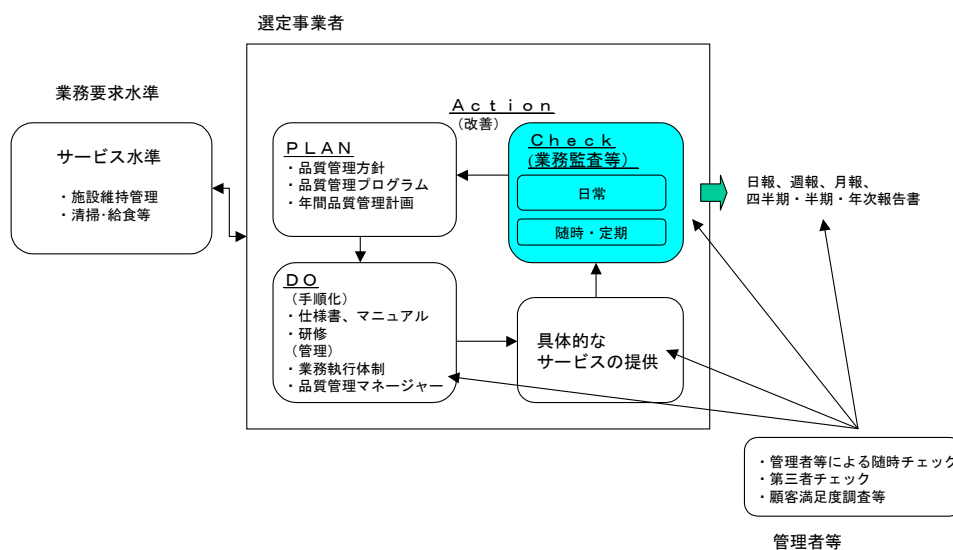 選定事業者
業務要求水準
サービス水準
・施設維持管理
・清掃･給食等
Ａｃｔｉｏｎ
（改善）
ＰＬＡＮ
・品質管理方針
・品質管理プログラム
・年間品質管理計画
Ｃｈｅｃｋ
(業務監査等）
日常
随時・定期
日報、週報、月報、
四半期・半期・年次報告書
ＤＯ
（手順化）
・仕様書、マニュアル
・研修
（管理）
・業務執行体制
・品質管理マネージャー
具体的な
サービスの提供
・管理者等による随時チェック
・第三者チェック
・顧客満足度調査等
管理者等